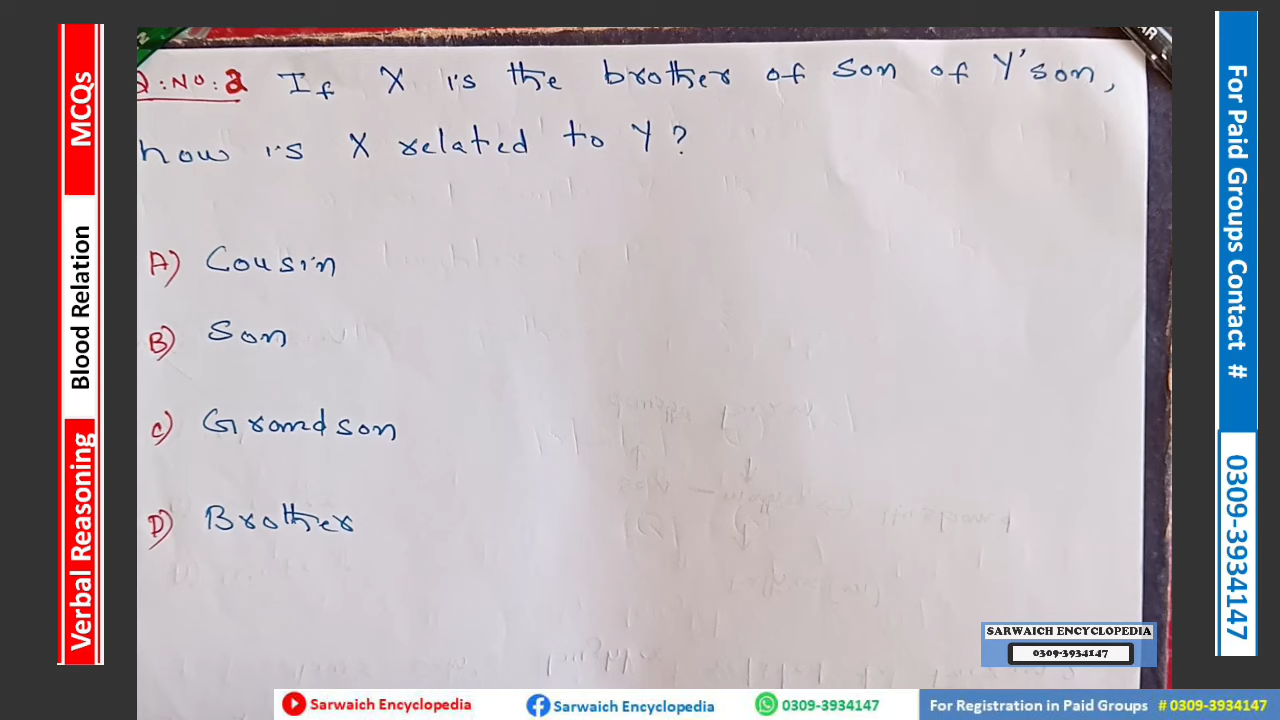 MCQs
Blood Relation
Verbal Reasoning
Q:NO:2 If X is the brother of Son of Y's son,
how is X related to Y?
A) Cousin
B) Son
C) Grandson
D) Brother
For Paid Groups Contact #
0309-3934147
SARWAICH ENCYCLOPEDIA
0309-3934147
Sarwaich Encyclopedia
Sarwaich Encyclopedia
0309-3934147
For Registration in Paid Groups # 0309-3934147